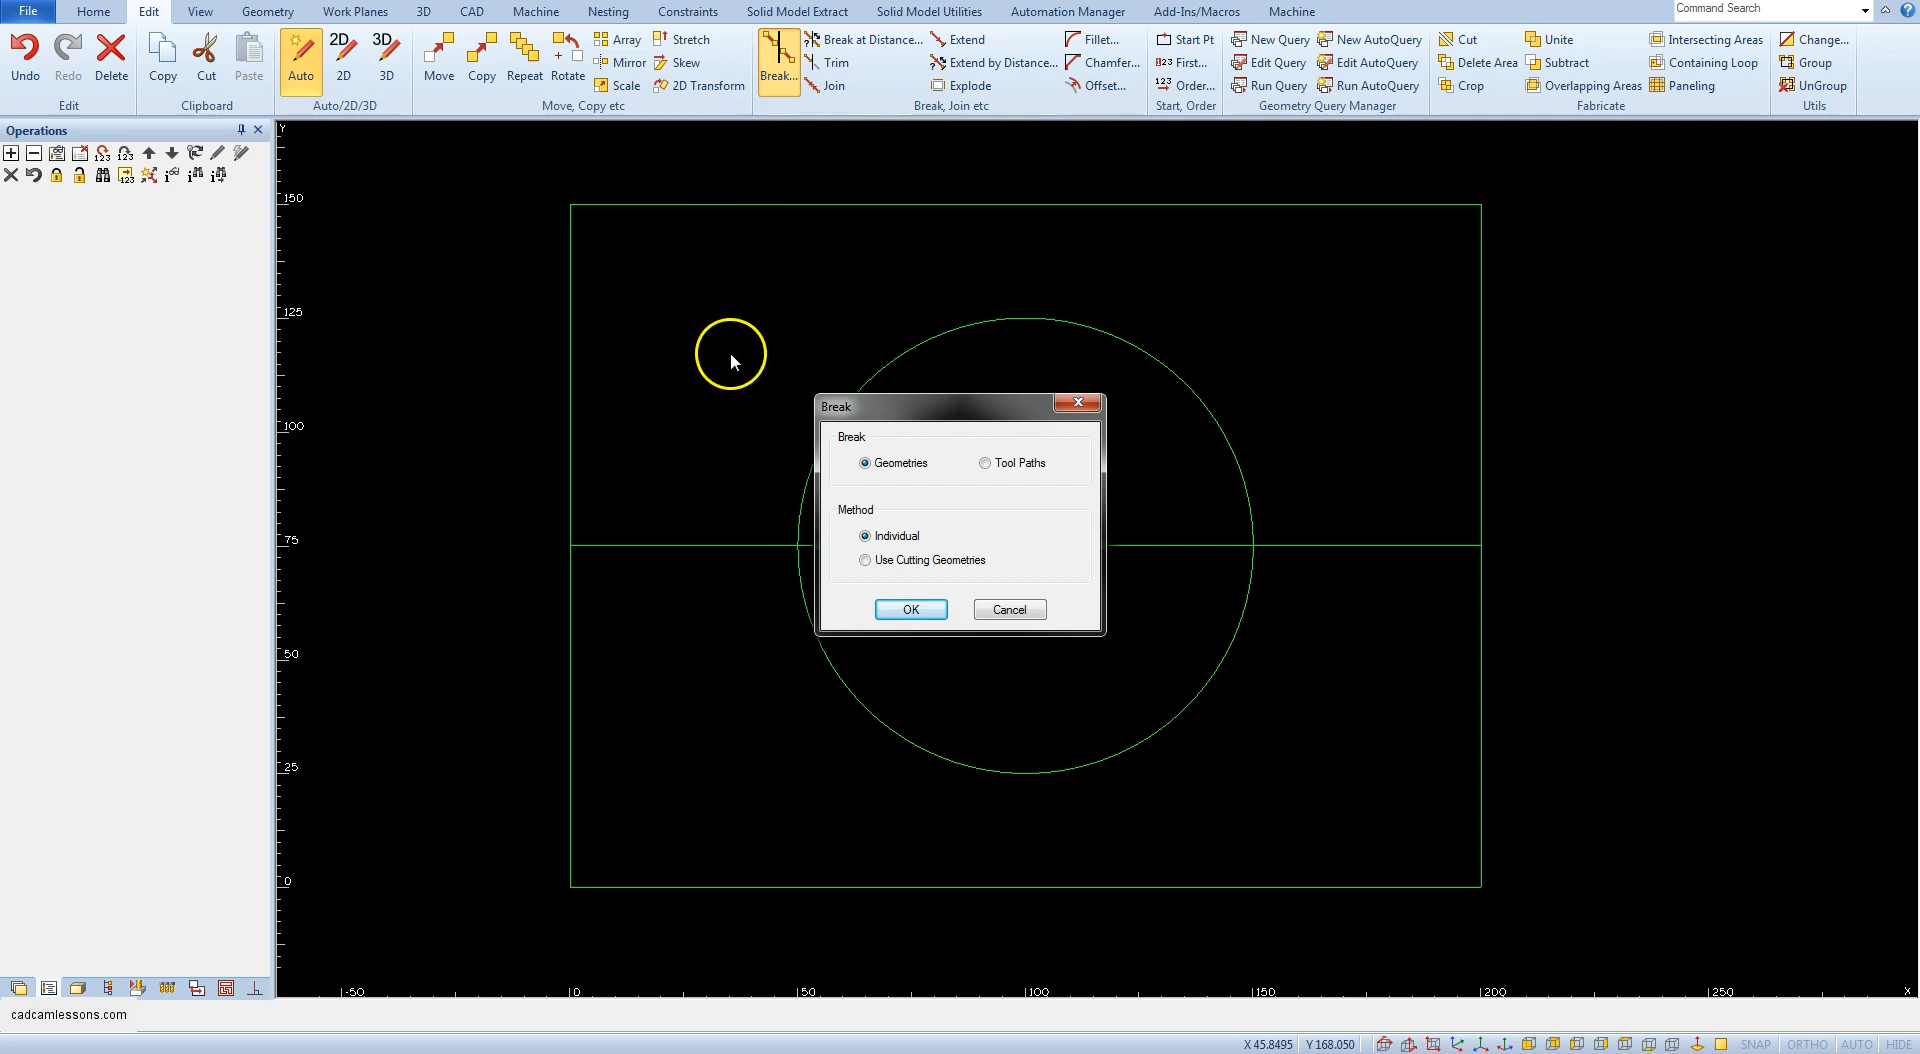 File Home Edit View Geometry Work Planes 3D CAD Machine Nesting Constraints Solid Model Extract Solid Model Utilities Automation Manager Add-Ins/Macros Machine Command Search
Undo Redo Delete
Edit
Copy Cut Paste
Clipboard
Auto 2D 3D
Auto/2D/3D
Move Copy Repeat Rotate
Array Stretch
Mirror Skew
Scale 2D Transform
Move, Copy etc
Break...
Break at Distance... Extend Fillet...
Trim Extend by Distance... Chamfer...
Join Explode Offset...
Break, Join etc
Start Pt
First...
Order...
Start, Order
New Query New AutoQuery
Edit Query Edit AutoQuery
Run Query Run AutoQuery
Geometry Query Manager
Cut Unite Intersecting Areas
Delete Area Subtract Containing Loop
Crop Overlapping Areas Paneling
Fabricate
Change...
Group
UnGroup
Utils
Operations
Y
150
125
100
75
50
25
0
Break
Break
Geometries Tool Paths
Method
Individual
Use Cutting Geometries
OK Cancel
-50 0 50 100 150 200 250 X
cadcamlessons.com
X 45.8495 Y 168.050 SNAP ORTHO AUTO HIDE